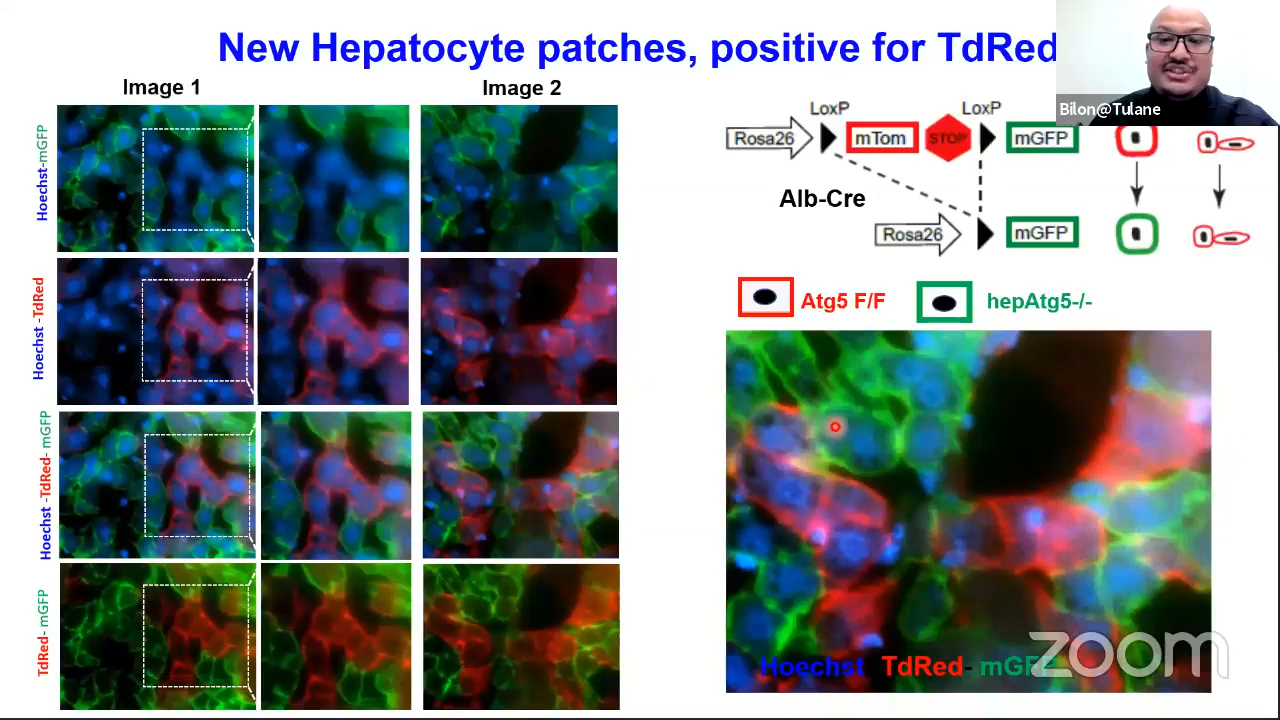 New Hepatocyte patches, positive for TdRed
Bilon@Tulane
Image 1
Image 2
Hoechst-mGFP
Hoechst -TdRed
Hoechst -TdRed- mGFP
TdRed- mGFP
LoxP
LoxP
Rosa26
mTom
STOP
mGFP
Alb-Cre
Rosa26
mGFP
Atg5 F/F
hepAtg5-/-
Hoechst TdRed- mGFP
zoom